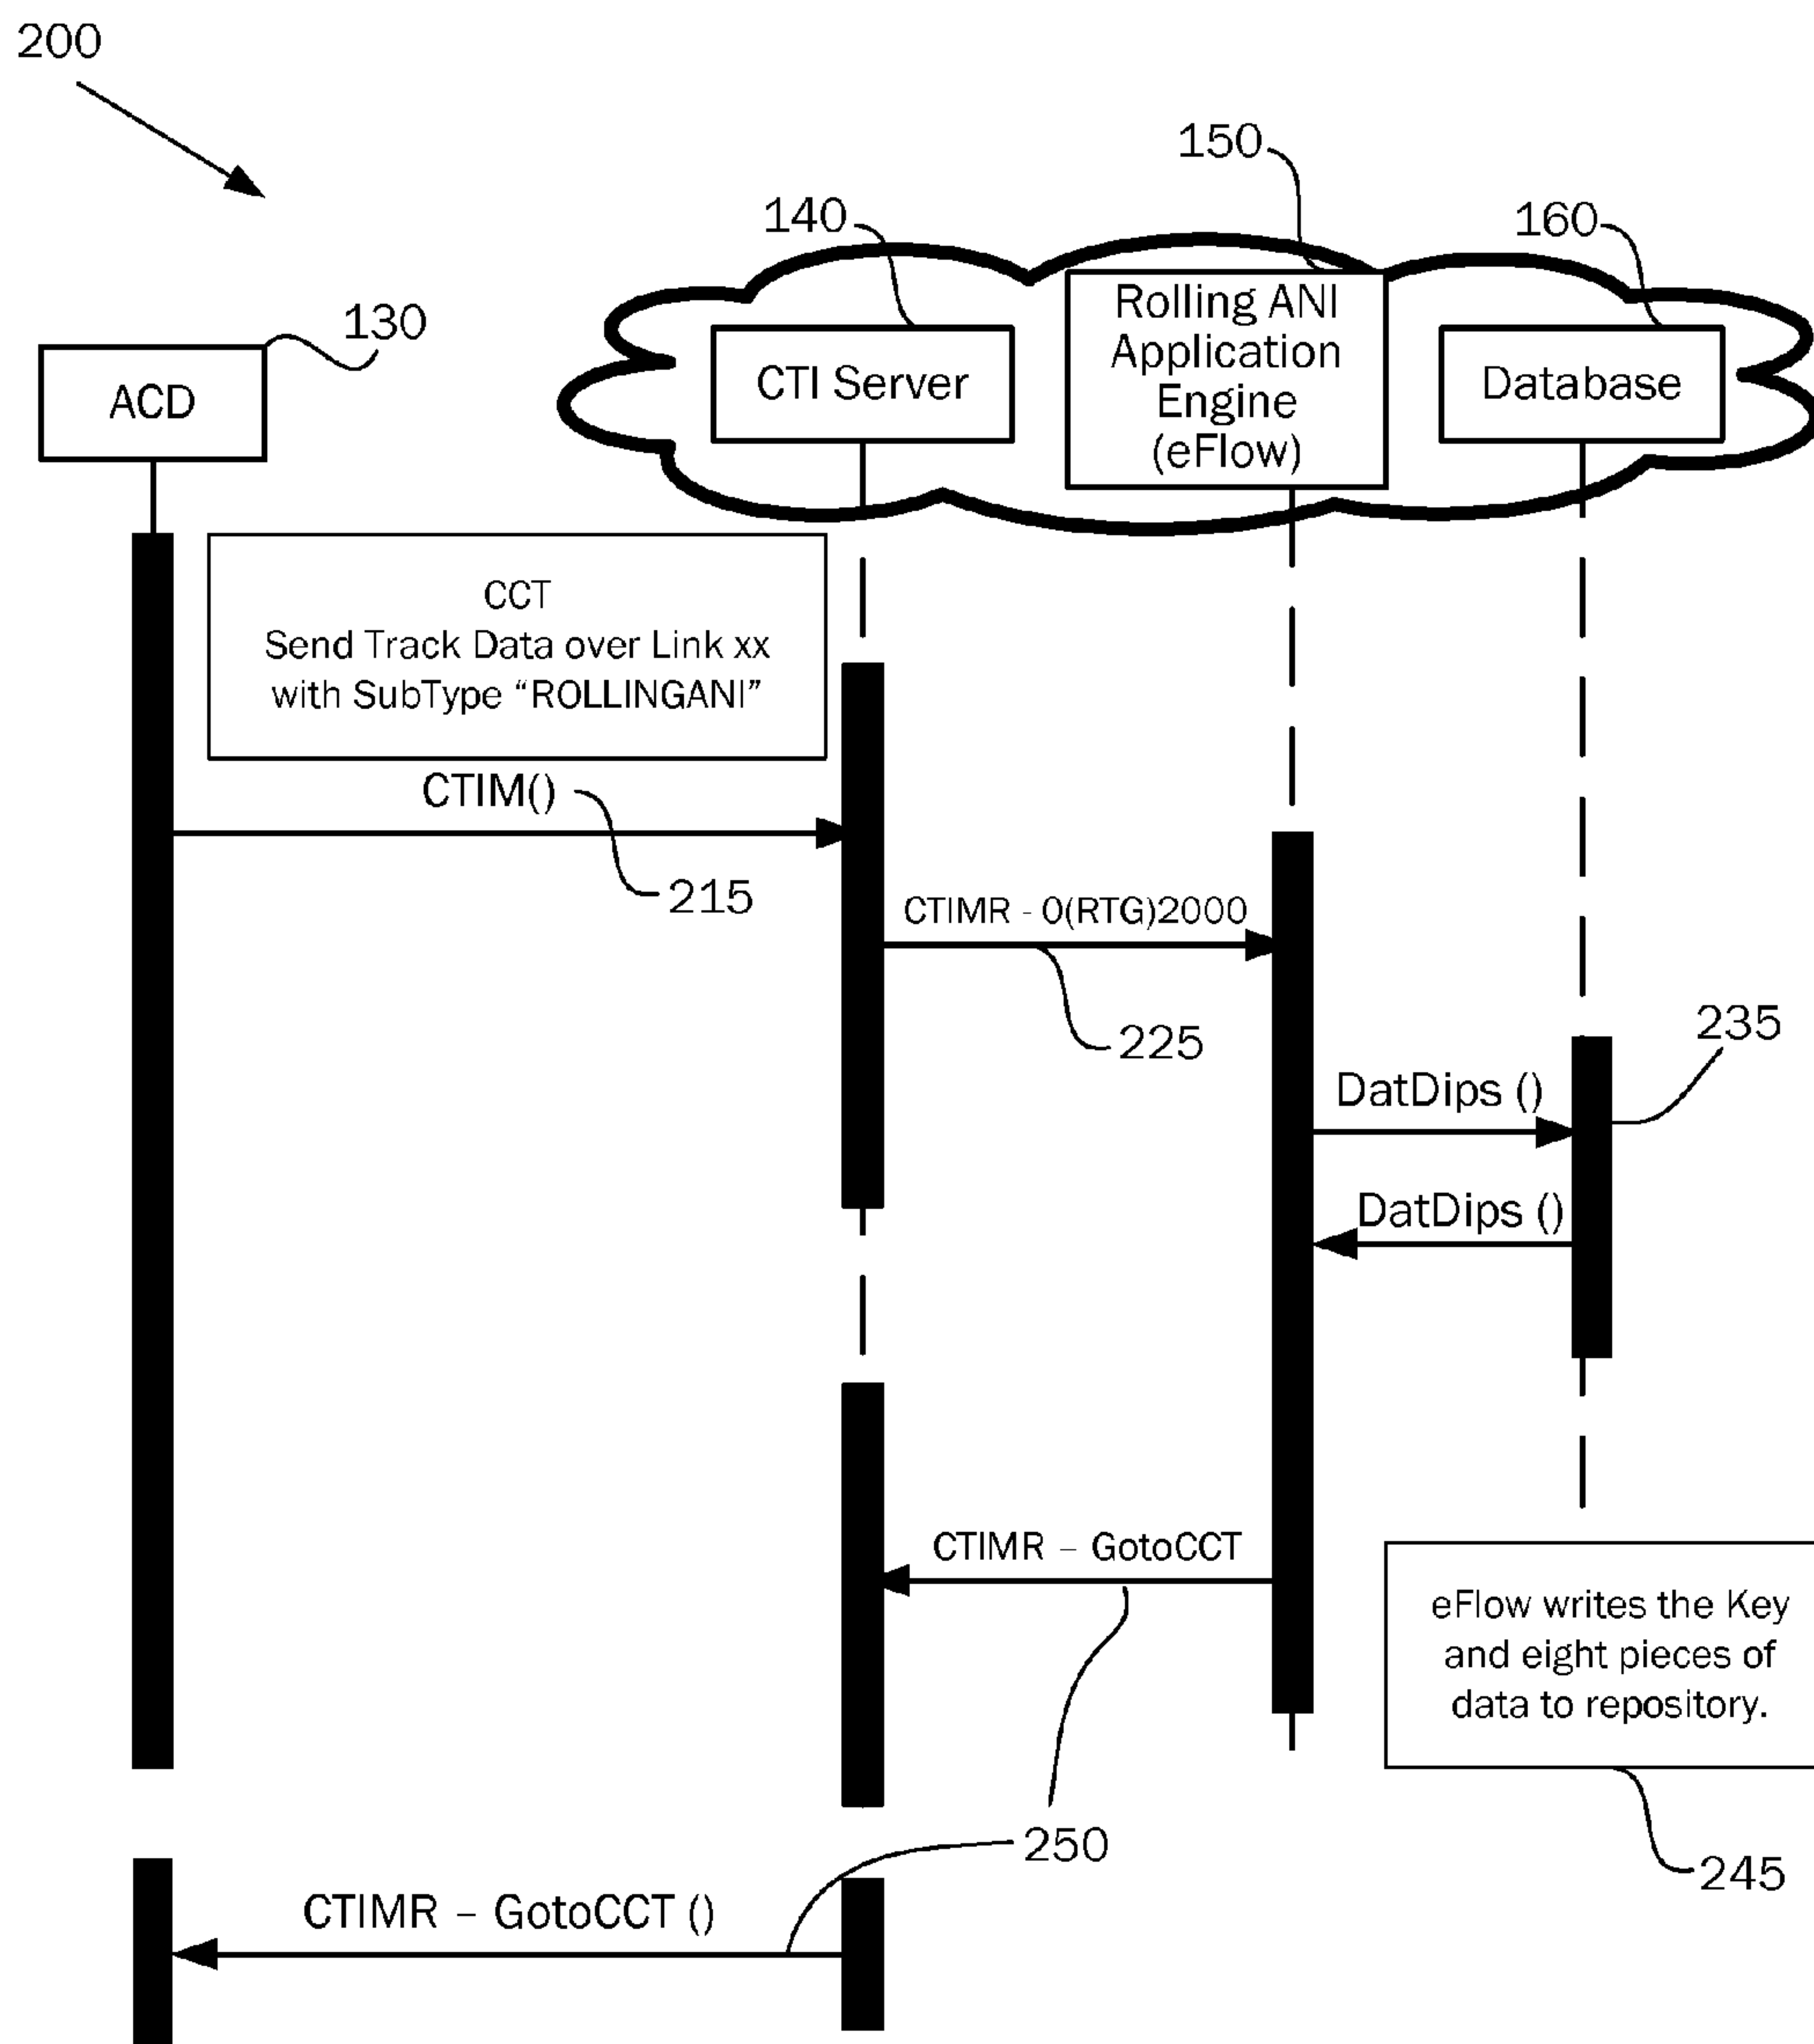 200
150
140
160
130
Rolling ANI
Application
Engine
(eFlow)
CTI Server
Database
ACD
CCT
Send Track Data over Link xx
with SubType “ROLLINGANI”
CTIM()
215
CTIMR - 0(RTG)2000
225
235
DatDips ()
DatDips ()
CTIMR – GotoCCT
eFlow writes the Key
and eight pieces of
data to repository.
250
245
CTIMR – GotoCCT ()